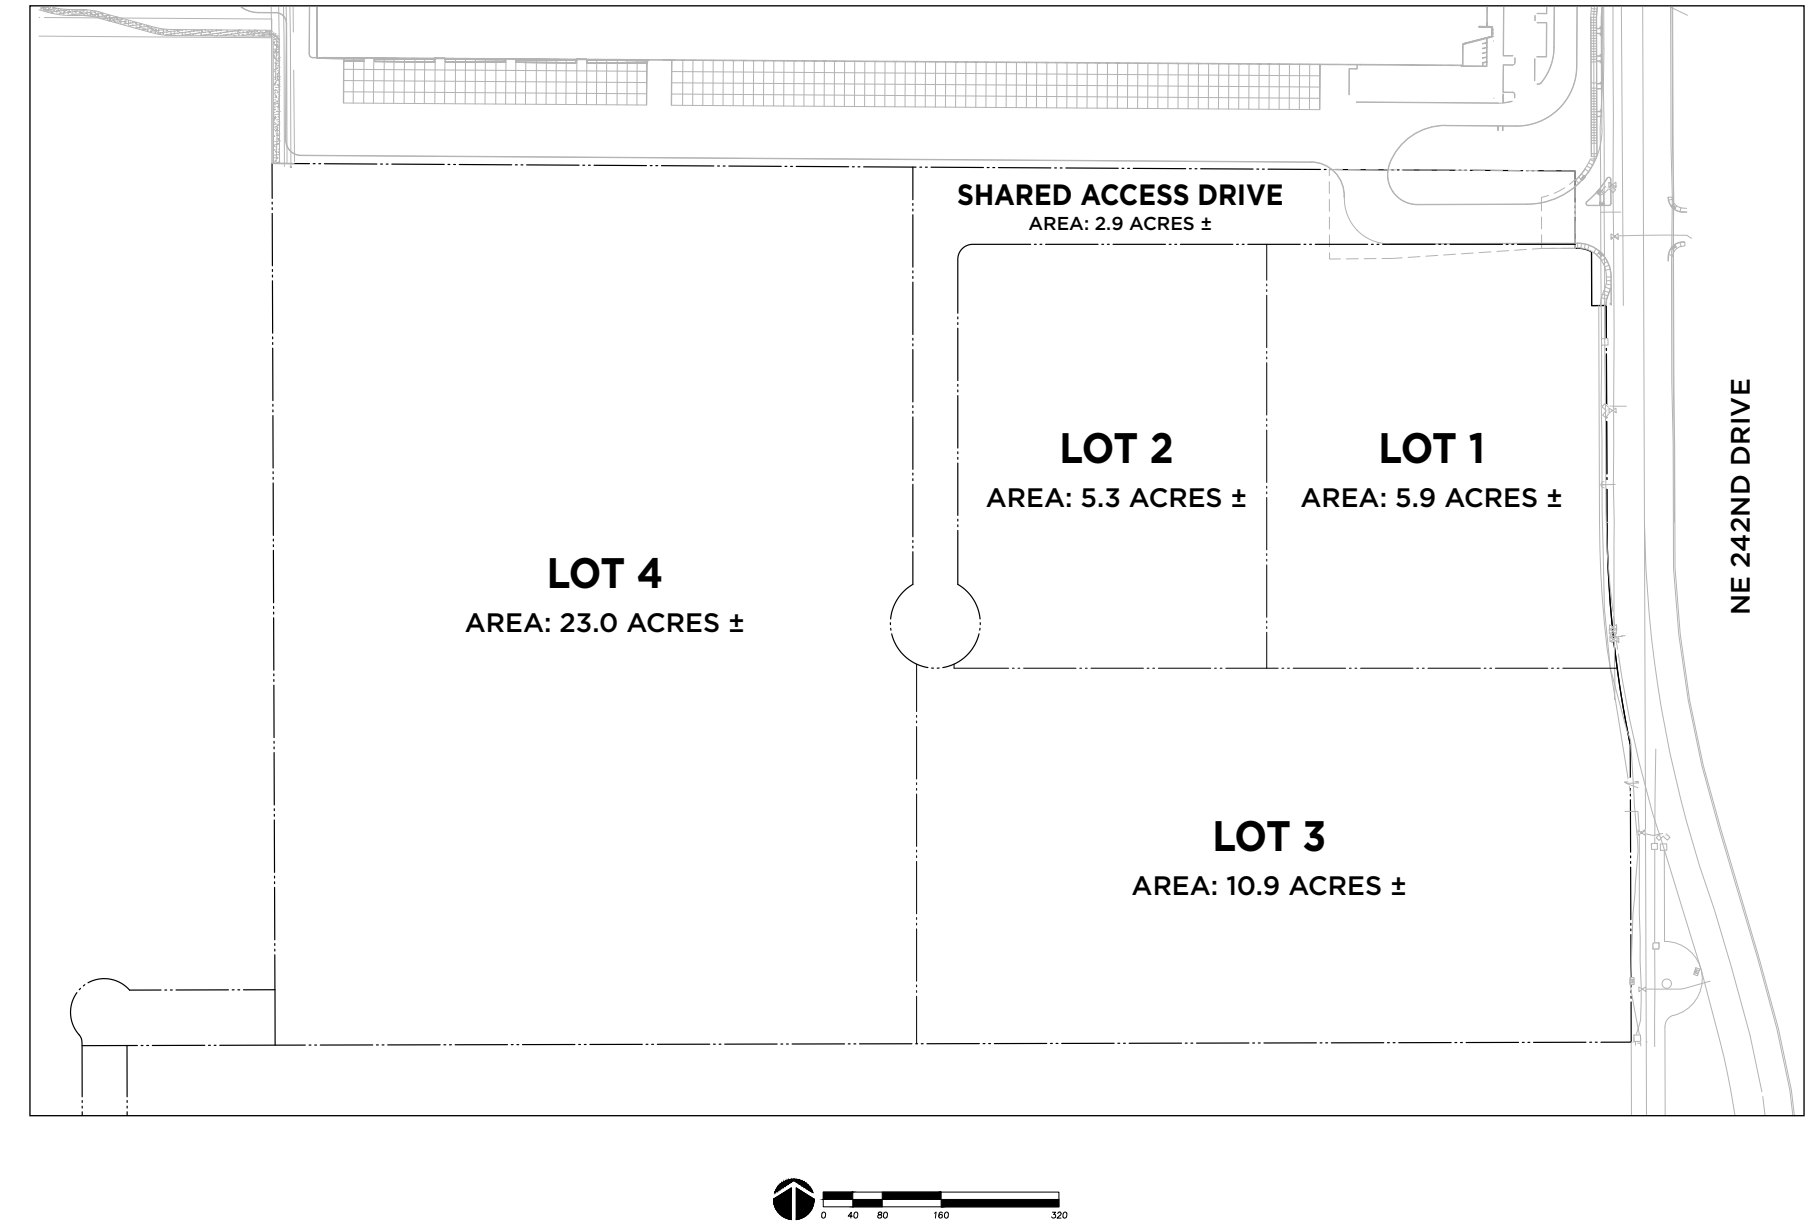 SHARED ACCESS DRIVE
AREA: 2.9 ACRES ±
LOT 2
AREA: 5.3 ACRES ±
LOT 1
AREA: 5.9 ACRES ±
NE 242ND DRIVE
LOT 4
AREA: 23.0 ACRES ±
LOT 3
AREA: 10.9 ACRES ±
0 40 80 160 320